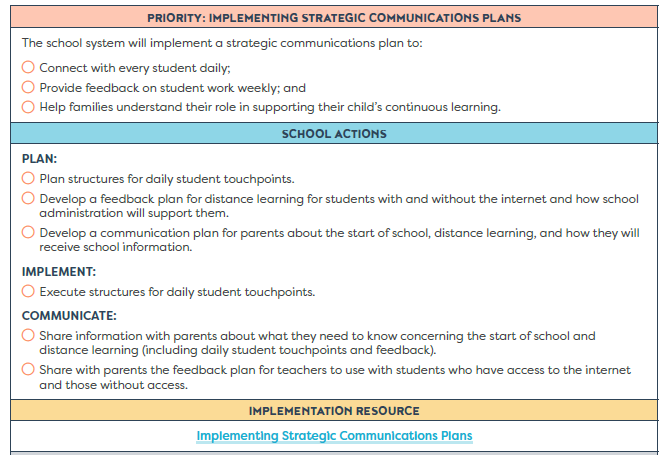 PRIORITY: IMPLEMENTING STRATEGIC COMMUNICATIONS PLANS
The school system will implement a strategic communications plan to:
Connect with every student daily;
Provide feedback on student work weekly; and
Help families understand their role in supporting their child's continuous learning.
SCHOOL ACTIONS
PLAN:
Plan structures for daily student touchpoints.
Develop a feedback plan for distance learning for students with and without the internet and how school
administration will support them.
Develop a communication plan for parents about the start of school, distance learning, and how they will
receive school information.
IMPLEMENT:
Execute structures for daily student touchpoints.
COMMUNICATE:
Share information with parents about what they need to know concerning the start of school and
distance learning (including daily student touchpoints and feedback).
Share with parents the feedback plan for teachers to use with students who have access to the internet
and those without access.
IMPLEMENTATION RESOURCE
Implementing Strategic Communications Plans